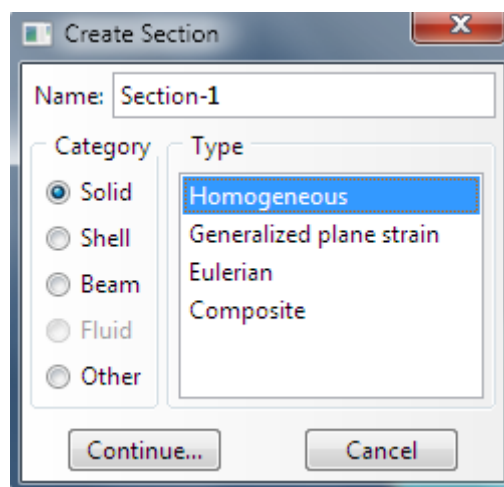 Create Section
X
Name: Section-1
Category
Type
Solid
Shell
Beam
Fluid
Other
Homogeneous
Generalized plane strain
Eulerian
Composite
Continue...
Cancel